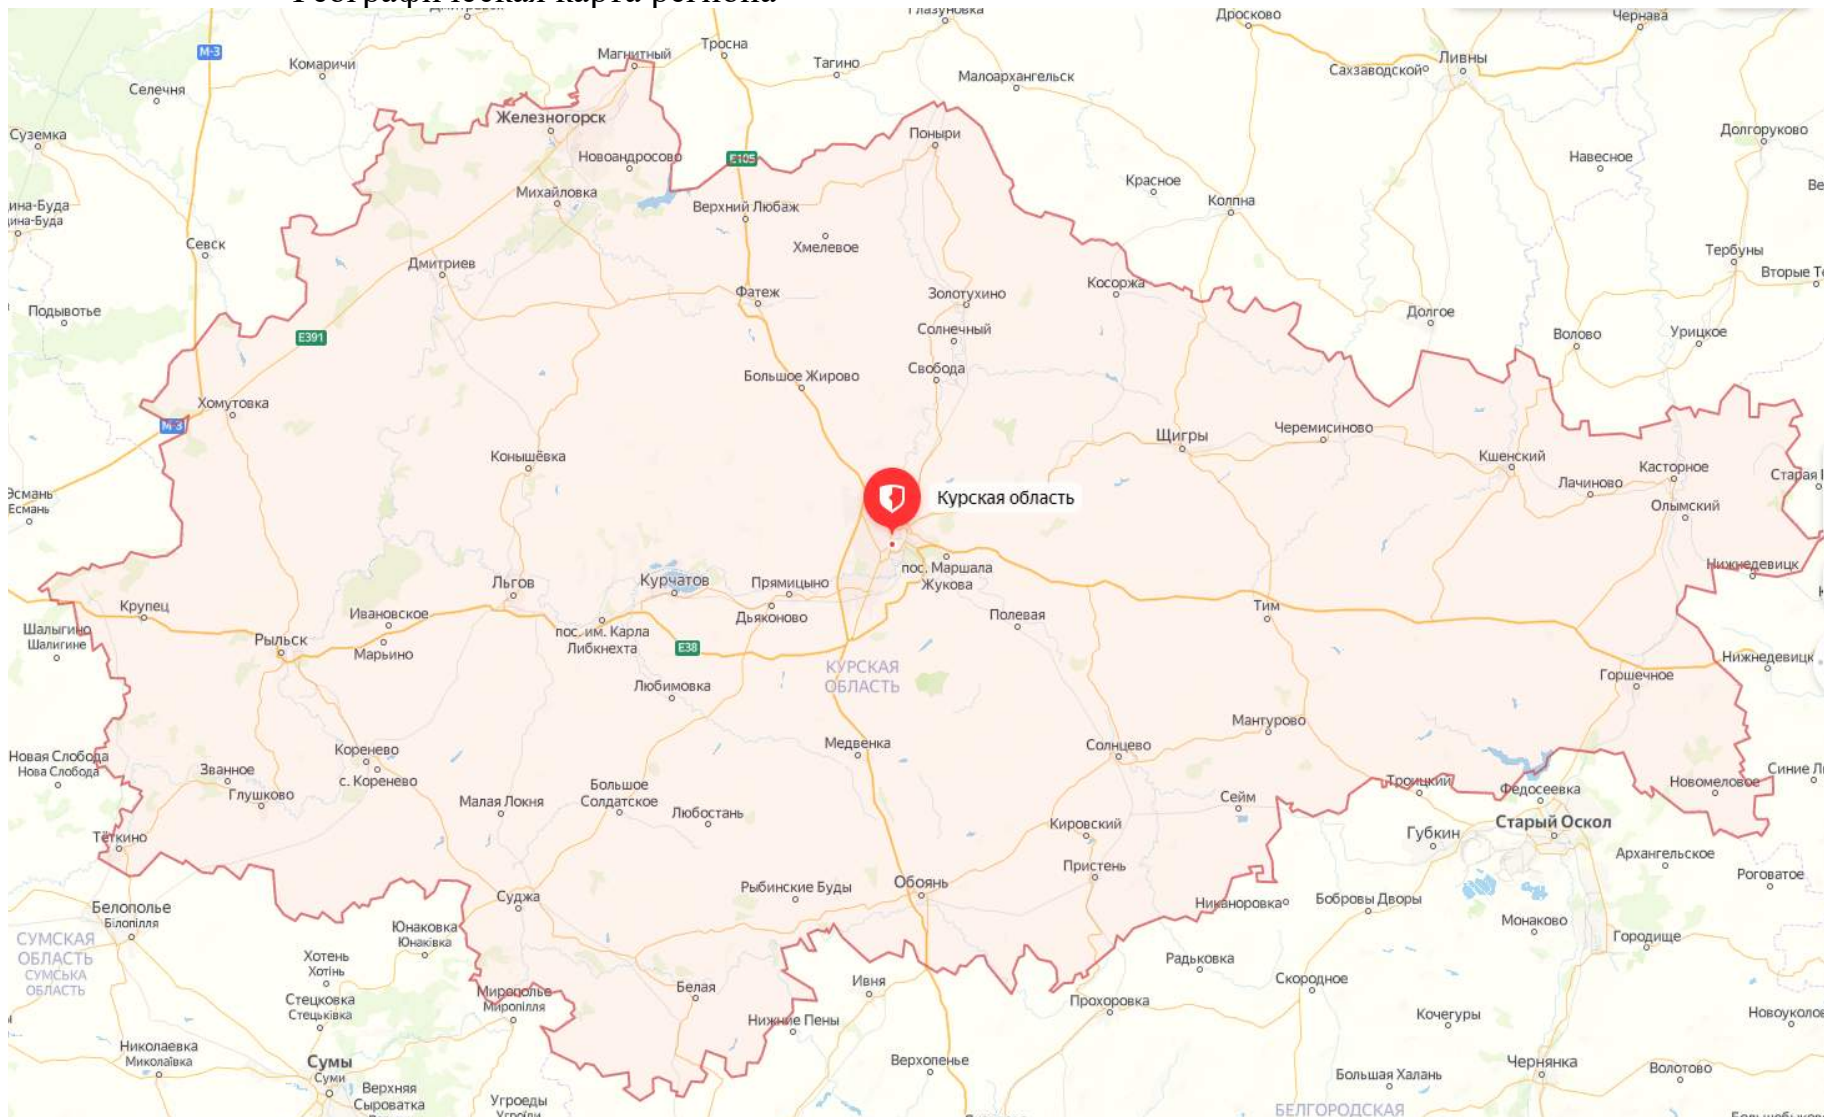 Географическая карта региона
М-3
Комаричи
Селечня
Суземка
Магнитный
Тросна
Тагино
Глазуновка
Малоархангельск
Дросково
Сахзаводской
Ливны
Чернава
Долгоруково
Навесное
Железногорск
Новоандросово
Е105
Поныри
Красное
Колпна
Михайловка
Верхний Любаж
Хмелевое
Севск
Дмитриев
Тербуны
Подывотье
Фатеж
Золотухино
Косоржа
Солнечный
Долгое
Волово
Урицкое
Е391
Большое Жирово
Свобода
Хомутовка
М-3
Конышёвка
Щигры
Черемисиново
Кшенский
Касторное
Лачиново
Олымский
Эсмань
Есмань
Курская область
Нижнедевицк
пос. Маршала
Жукова
Крупец
Ивановское
Льгов
Курчатов
Прямицыно
Дьяконово
Полевая
Тим
Шалыгино
Шалигине
Рыльск
Марьино
пос. им. Карла
Либкнехта
Е38
КУРСКАЯ
ОБЛАСТЬ
Любимовка
Нижнедевицк
Горшечное
Мантурово
Солнцево
Медвенка
Новая Слобода
Нова Слобода
Званное
Глушково
Коренево
с. Коренево
Малая Локня
Большое
Солдатское
Любостань
Сейм
Троицкий
Федосеевка
Новомеловое
Тёткино
Кировский
Пристень
Губкин
Старый Оскол
Архангельское
Роговатое
Белополье
Білопілля
Суджа
Рыбинские Буды
Обоянь
Никаноровка
Бобровы Дворы
Монаково
Городище
СУМСКАЯ
ОБЛАСТЬ
СУМСЬКА
ОБЛАСТЬ
Юнаковка
Юнаківка
Хотень
Хотінь
Стецковка
Стецьківка
Мирополье
Миропілля
Белая
Ивня
Нижние Пены
Прохоровка
Радьковка
Скородное
Кочегуры
Николаевка
Миколаївка
Сумы
Суми
Верхняя
Сыроватка
Угроеды
Верхопенье
Большая Халань
Чернянка
Волотово
БЕЛГОРОДСКАЯ